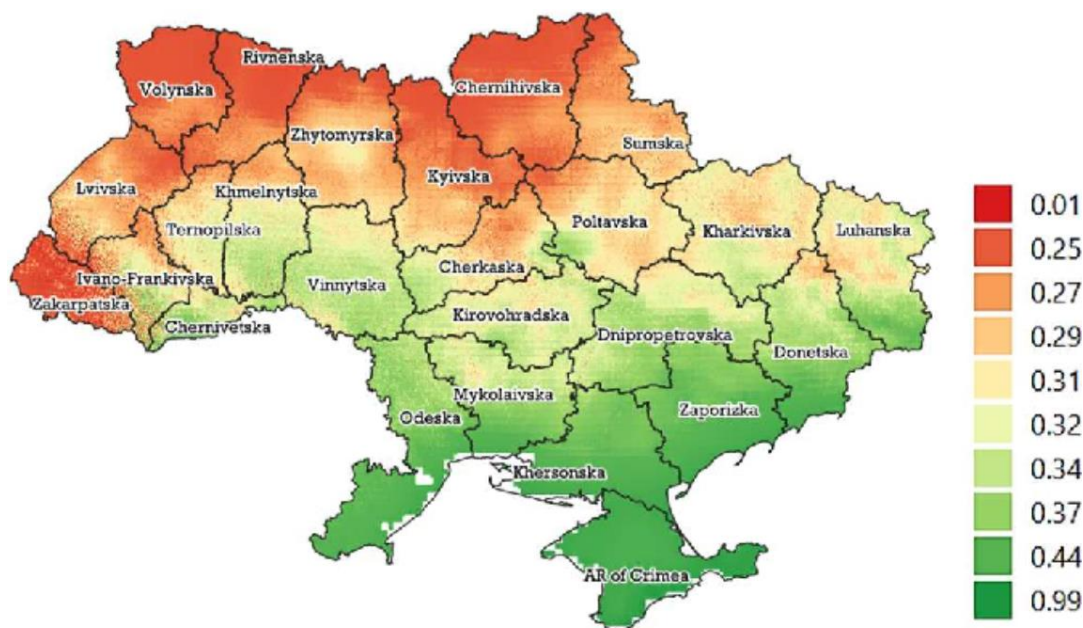 Rivnenska
Volynska
Chernihivska
Zhytomyrska
Sumska
Kyivska
Lvivska
Khmelnytska
Ternopilska
Poltavska
Kharkivska
Luhanska
Ivano-Frankivska
Zakarpatska
Vinnytska
Cherkaska
Chernivetska
Kirovohradska
Dnipropetrovska
Donetska
Mykolaivska
Odeska
Zaporizka
Khersonska
AR of Crimea
0.01
0.25
0.27
0.29
0.31
0.32
0.34
0.37
0.44
0.99